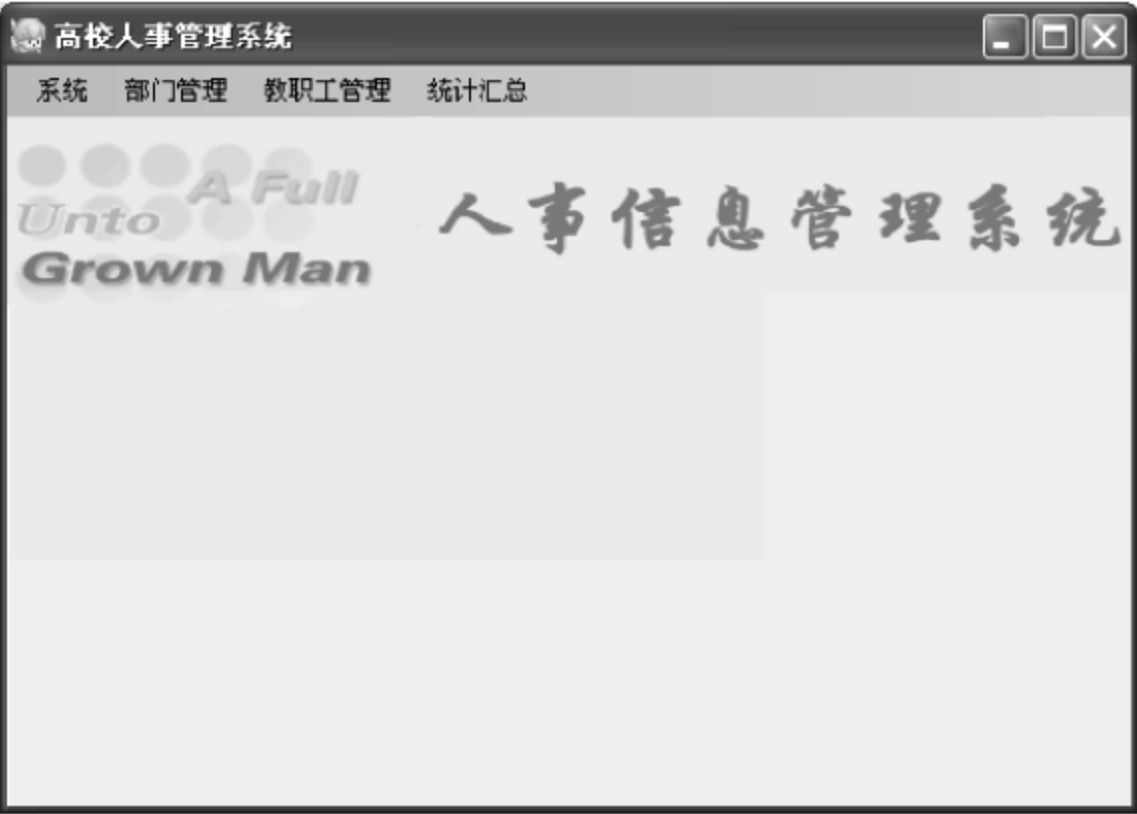 高校人事管理系统
系统 部门管理 教职工管理 统计汇总
A Full
Unto
Grown Man
人事信息管理系统